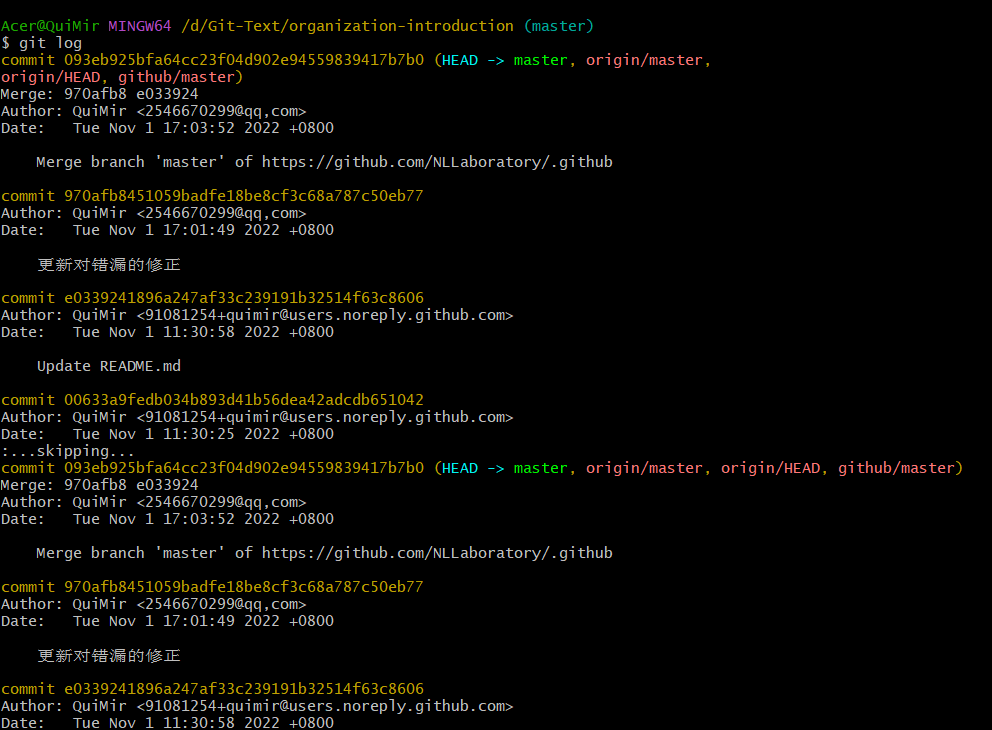 Acer@QuiMir MINGW64 /d/Git-Text/organization-introduction (master)
$ git log
commit 093eb925bfa64cc23f04d902e94559839417b7b0 (HEAD -> master, origin/master,
origin/HEAD, github/master)
Merge: 970afb8 e033924
Author: QuiMir <2546670299@qq,com>
Date:   Tue Nov 1 17:03:52 2022 +0800
Merge branch 'master' of https://github.com/NLLaboratory/.github
commit 970afb8451059badfe18be8cf3c68a787c50eb77
Author: QuiMir <2546670299@qq,com>
Date:   Tue Nov 1 17:01:49 2022 +0800
更新对错漏的修正
commit e0339241896a247af33c239191b32514f63c8606
Author: QuiMir <91081254+quimir@users.noreply.github.com>
Date:   Tue Nov 1 11:30:58 2022 +0800
Update README.md
commit 00633a9fedb034b893d41b56dea42adcdb651042
Author: QuiMir <91081254+quimir@users.noreply.github.com>
Date:   Tue Nov 1 11:30:25 2022 +0800
:...skipping...
commit 093eb925bfa64cc23f04d902e94559839417b7b0 (HEAD -> master, origin/master, origin/HEAD, github/master)
Merge: 970afb8 e033924
Author: QuiMir <2546670299@qq,com>
Date:   Tue Nov 1 17:03:52 2022 +0800
Merge branch 'master' of https://github.com/NLLaboratory/.github
commit 970afb8451059badfe18be8cf3c68a787c50eb77
Author: QuiMir <2546670299@qq,com>
Date:   Tue Nov 1 17:01:49 2022 +0800
更新对错漏的修正
commit e0339241896a247af33c239191b32514f63c8606
Author: QuiMir <91081254+quimir@users.noreply.github.com>
Date:   Tue Nov 1 11:30:58 2022 +0800